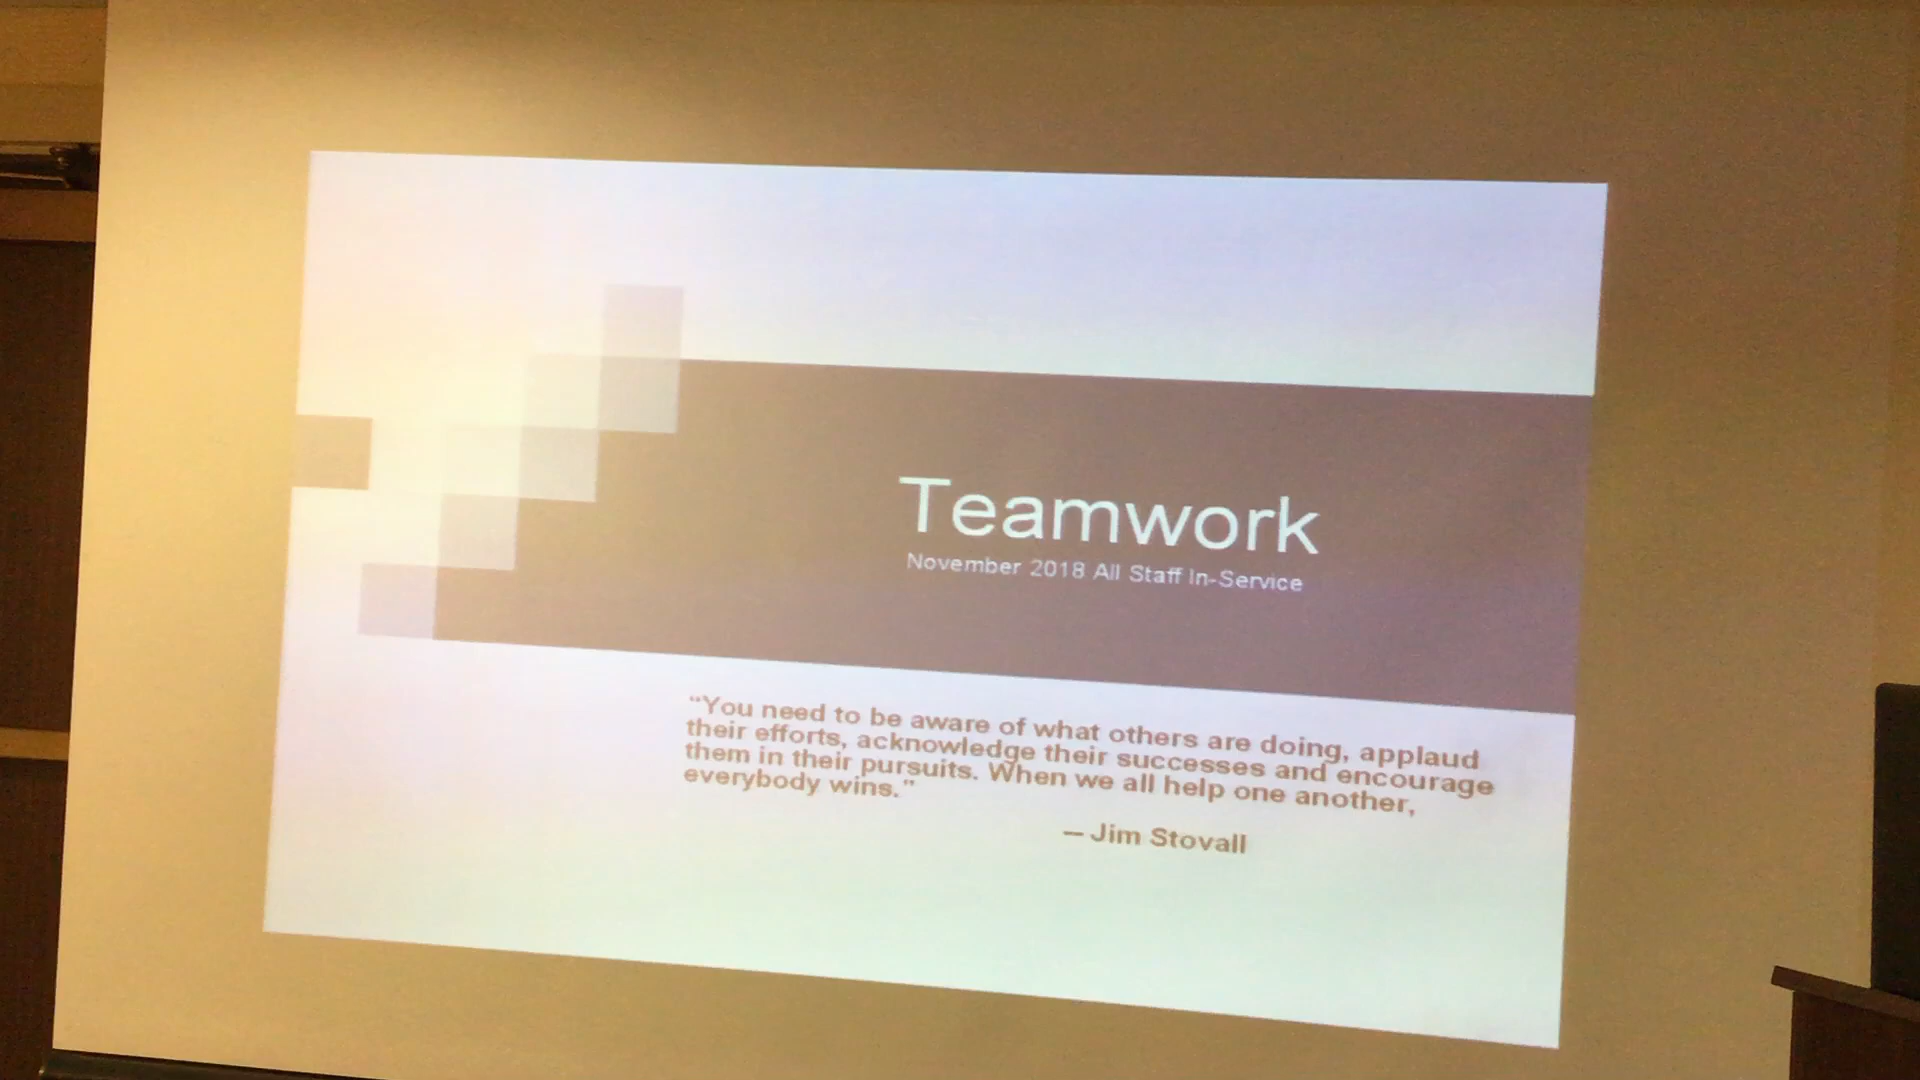 Teamwork
November 2018 All Staff In-Service
“You need to be aware of what others are doing, applaud
their efforts, acknowledge their successes and encourage
them in their pursuits. When we all help one another,
everybody wins.”
— Jim Stovall